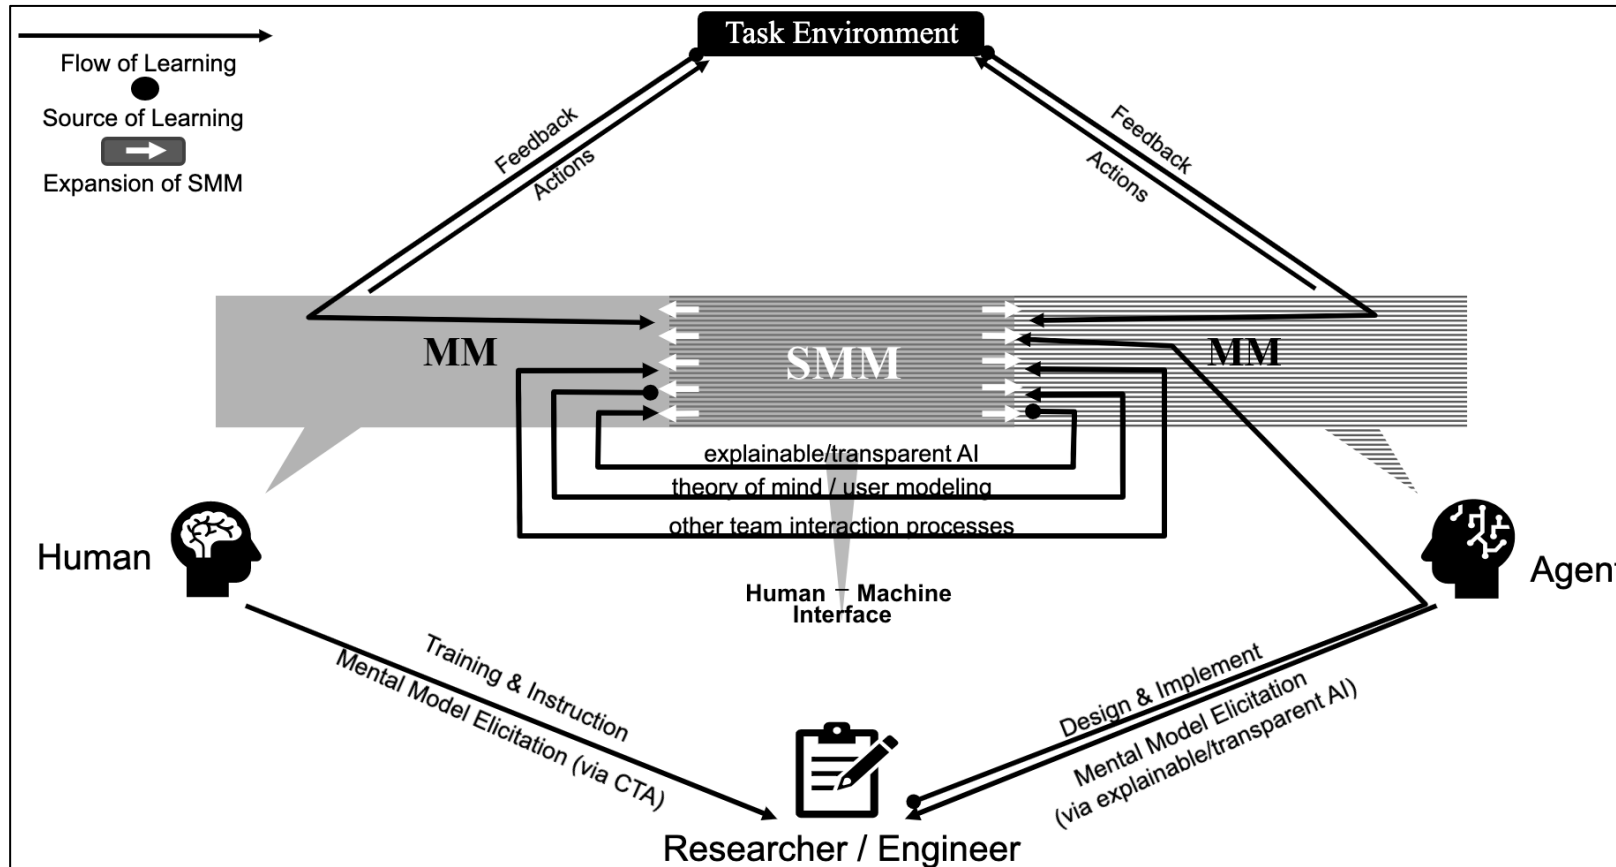 Task Environment
Flow of Learning
Source of Learning
Expansion of SMM
Feedback
Actions
Feedback
Actions
MM
SMM
MM
explainable/transparent AI
theory of mind / user modeling
other team interaction processes
Human
Agent
Human – Machine
Interface
Training & Instruction
Mental Model Elicitation (via CTA)
Design & Implement
Mental Model Elicitation
(via explainable/transparent AI)
Researcher / Engineer